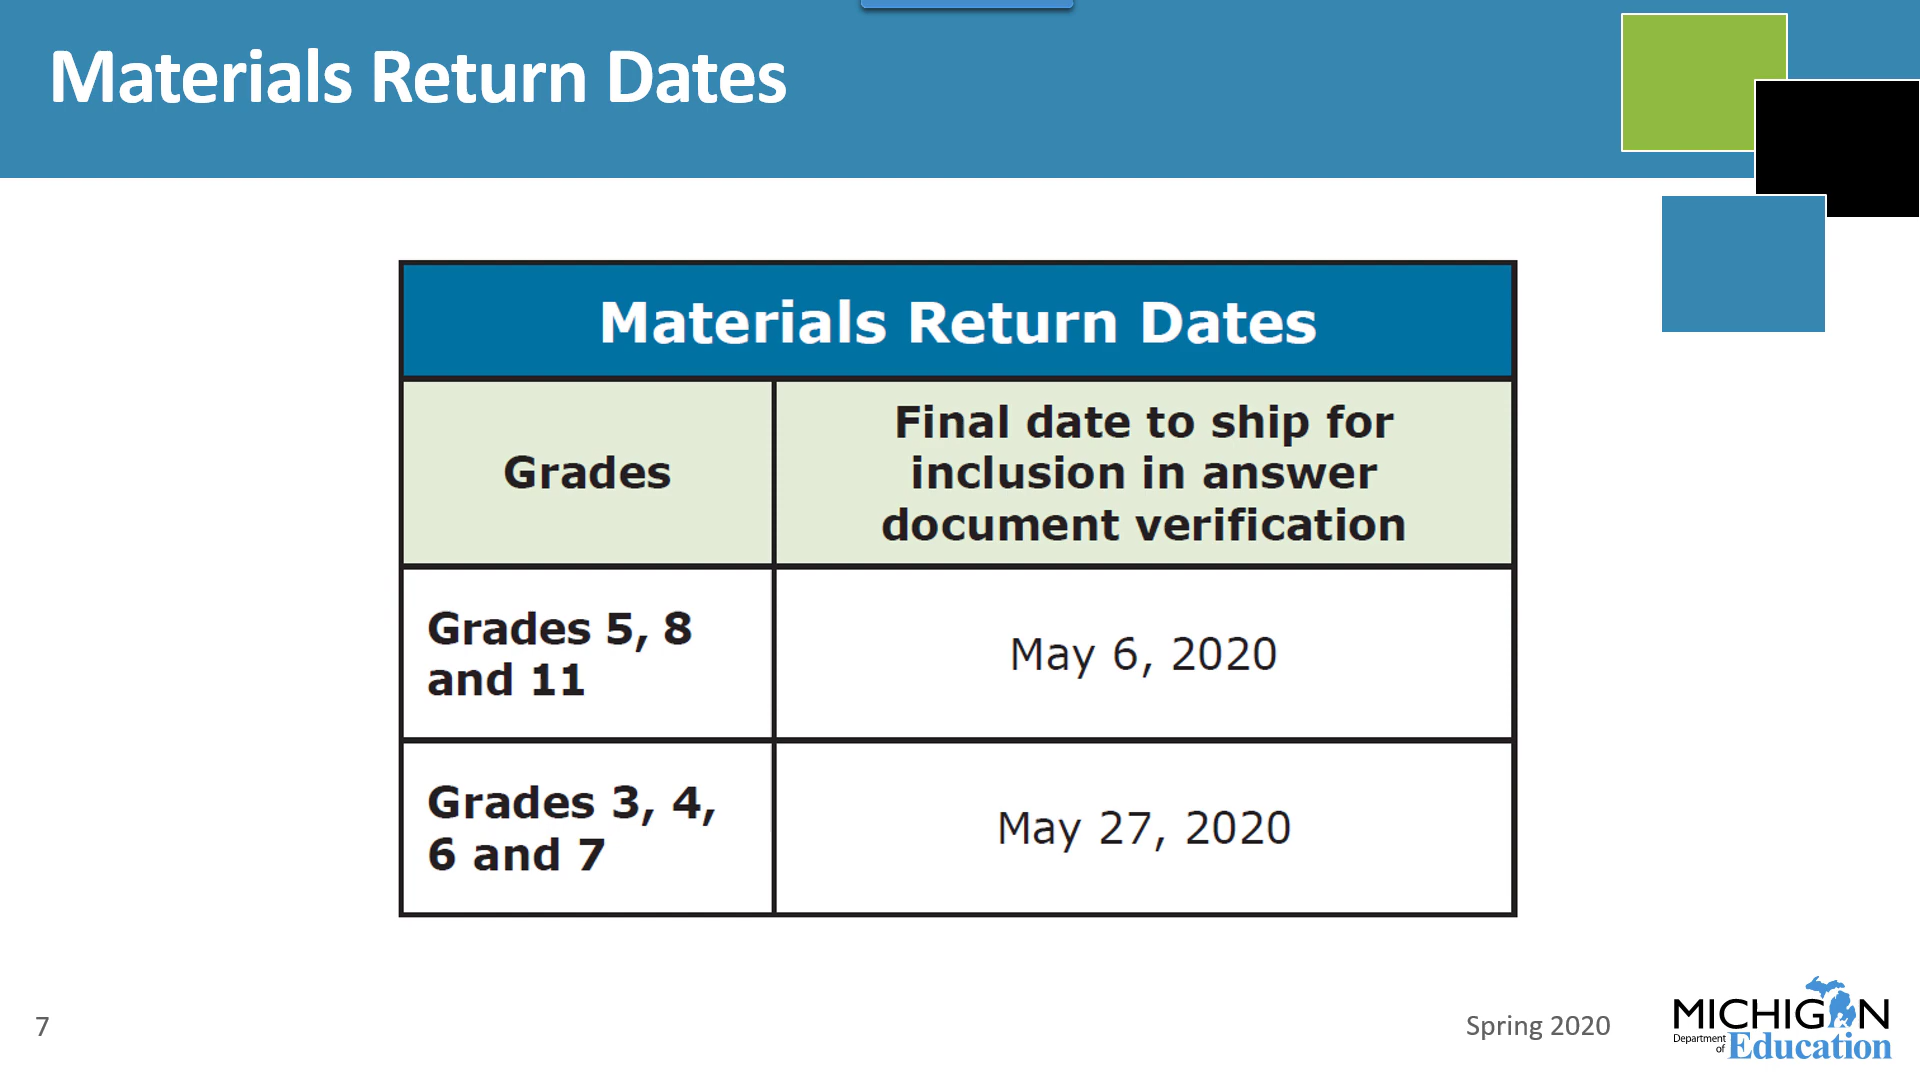 Materials Return Dates
Materials Return Dates
Grades
Final date to ship for
inclusion in answer
document verification
Grades 5, 8
and 11
May 6, 2020
Grades 3, 4,
6 and 7
May 27, 2020
7
Spring 2020
MICHIGAN
Department
of
Education